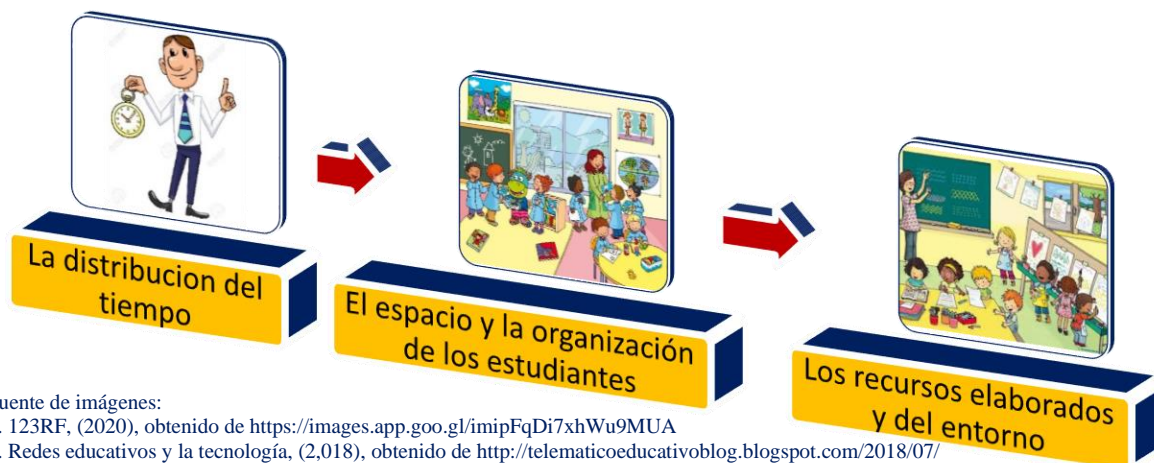 La distribucion del
tiempo
El espacio y la organización
de los estudiantes
Los recursos elaborados
y del entorno
uente de imágenes:
. 123RF, (2020), obtenido de https://images.app.goo.gl/imipFqDi7xhWu9MUA
. Redes educativos y la tecnología, (2,018), obtenido de http://telematicoeducativoblog.blogspot.com/2018/07/